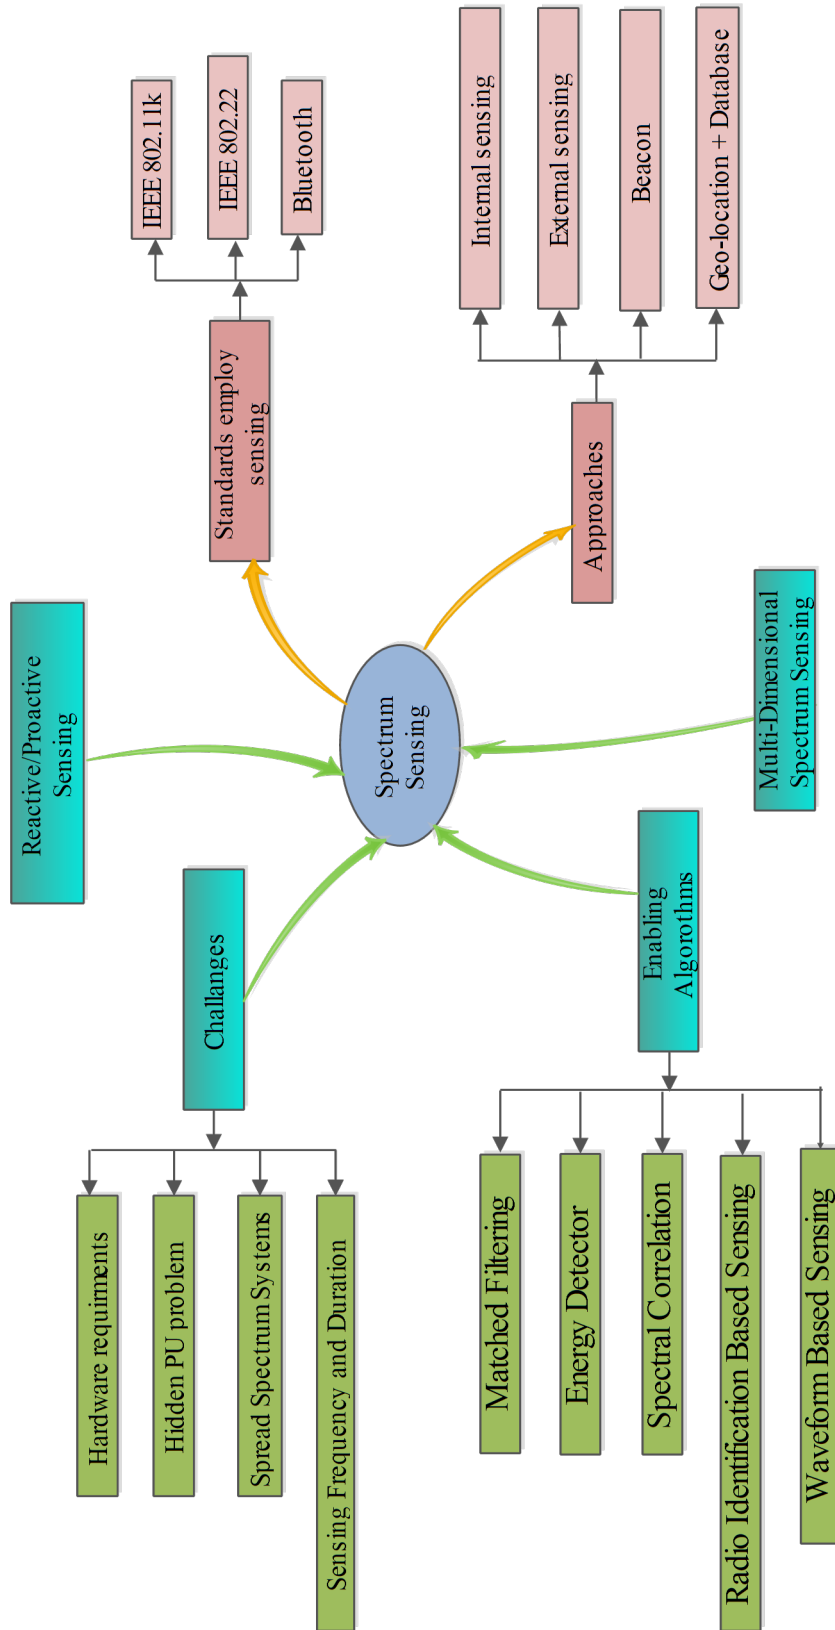 Hardware requirments
Hidden PU problem
Spread Spectrum Systems
Sensing Frequency and Duration
Challanges
Reactive/Proactive
Sensing
Standards employ
sensing
IEEE 802.11k
IEEE 802.22
Bluetooth
Spectrum
Sensing
Matched Filtering
Energy Detector
Spectral Correlation
Radio Identification Based Sensing
Waveform Based Sensing
Enabling
Algorothms
Multi-Dimensional
Spectrum Sensing
Approaches
Internal sensing
External sensing
Beacon
Geo-location + Database